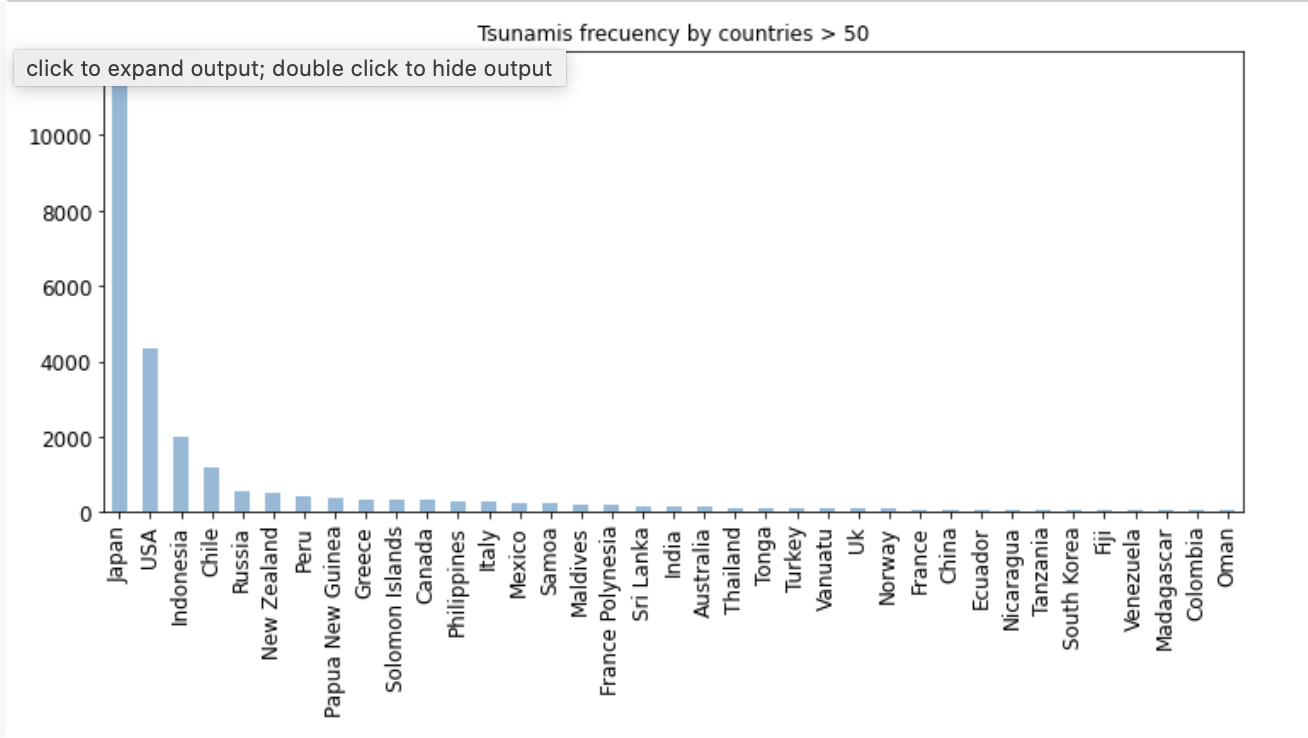 Tsunamis frecuency by countries > 50
click to expand output; double click to hide output
10000
8000
6000
4000
2000
0
Japan
USA
Indonesia
Chile
Russia
New Zealand
Peru
Papua New Guinea
Greece
Solomon Islands
Canada
Philippines
Italy
Mexico
Samoa
Maldives
France Polynesia
Sri Lanka
India
Australia
Thailand
Tonga
Turkey
Vanuatu
Uk
Norway
France
China
Ecuador
Nicaragua
Tanzania
South Korea
Fiji
Venezuela
Madagascar
Colombia
Oman